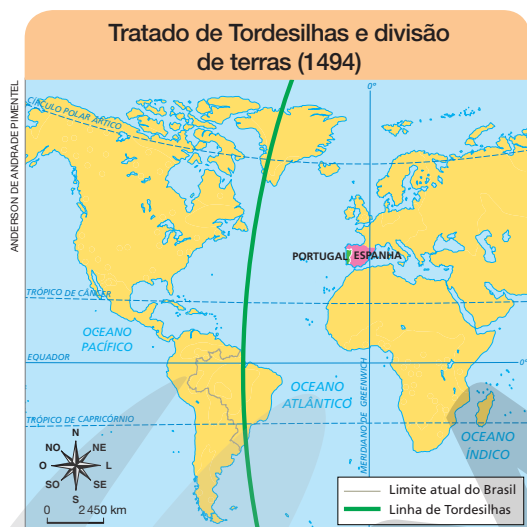 Tratado de Tordesilhas e divisão
de terras (1494)
ANDERSON DE ANDRADE PIMENTEL
0°
CÍRCULO POLAR ÁRTICO
PORTUGAL
ESPANHA
TRÓPICO DE CÂNCER
OCEANO
PACÍFICO
EQUADOR
0°
OCEANO
ATLÂNTICO
MERIDIANO DE GREENWICH
TRÓPICO DE CAPRICÓRNIO
OCEANO
ÍNDICO
N
NO NE
O L
SO SE
S
0 2 450 km
Limite atual do Brasil
Linha de Tordesilhas